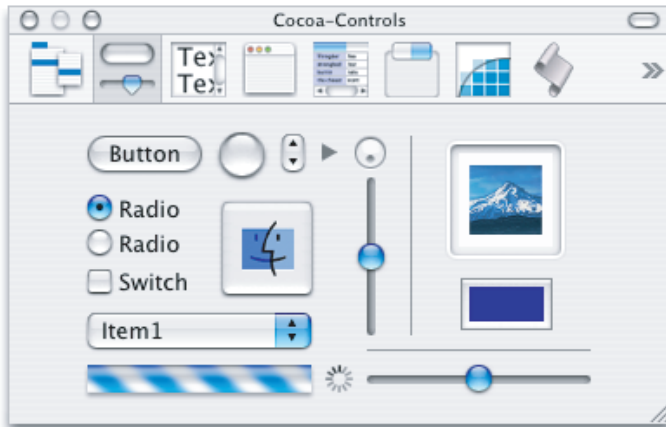 Cocoa-Controls
Tex
Tex
Button
Radio
Radio
Switch
Item1